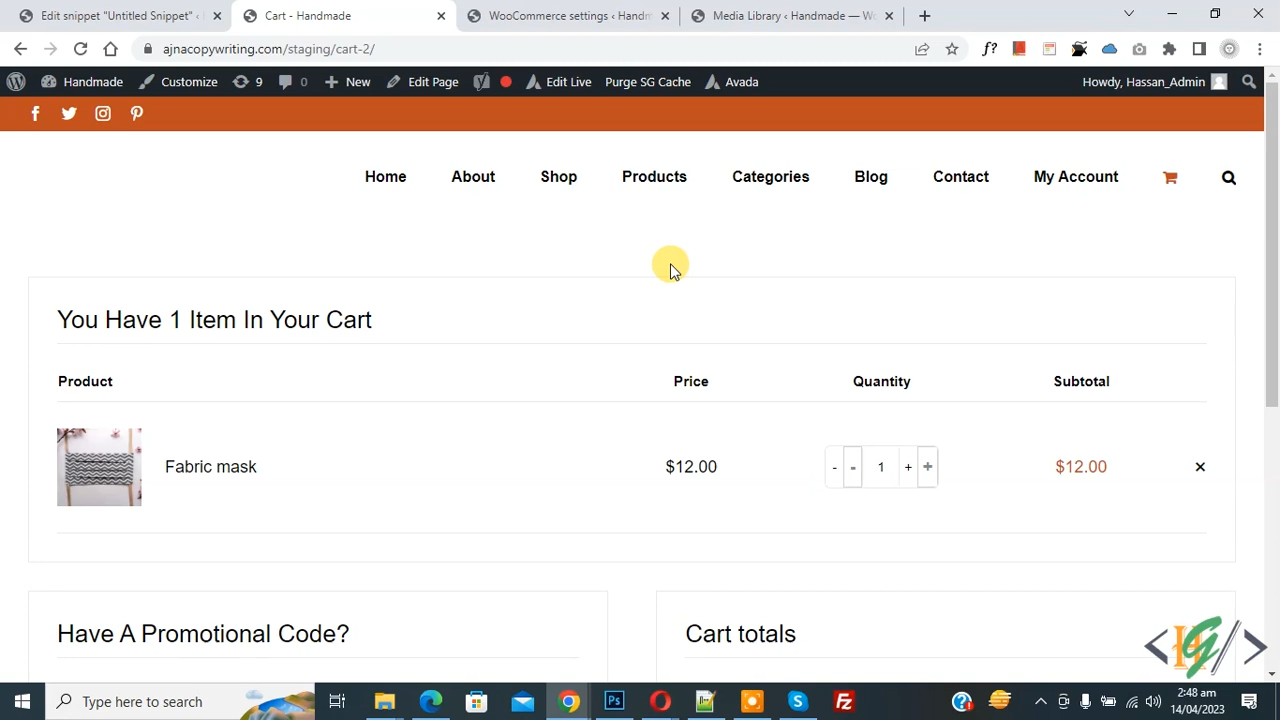 Edit snippet "Untitled Snippet" ‹ Cart - Handmade WooCommerce settings ‹ Handm Media Library ‹ Handmade — Wo
ajnacopywriting.com/staging/cart-2/
Handmade Customize 9 0 New Edit Page Edit Live Purge SG Cache Avada Howdy, Hassan_Admin
Home About Shop Products Categories Blog Contact My Account
You Have 1 Item In Your Cart
Product Price Quantity Subtotal
Fabric mask $12.00 - - 1 + + $12.00 ×
Have A Promotional Code? Cart totals
Type here to search
2:48 am
14/04/2023